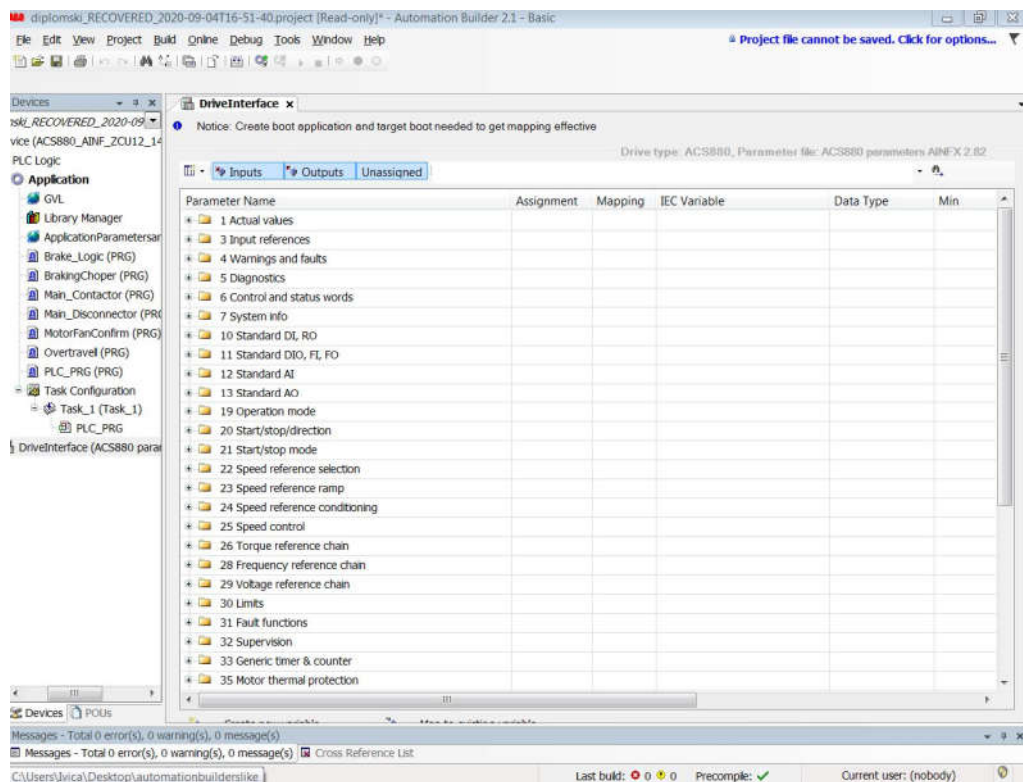 diplomski_RECOVERED_2020-09-04T16-51-40.project [Read-only]* - Automation Builder 2.1 - Basic
File Edit View Project Build Online Debug Tools Window Help
Project file cannot be saved. Click for options...
Devices
DriveInterface x
nski_RECOVERED_2020-09
Notice: Create boot application and target boot needed to get mapping effective
vice (ACS880_AINF_ZCU12_14
Drive type: ACS880, Parameter file: ACS880 parameters AINFX 2.82
PLC Logic
Inputs Outputs Unassigned
Application
GVL
Library Manager
ApplicationParametersar
Brake_Logic (PRG)
BrakingChoper (PRG)
Main_Contactor (PRG)
Main_Disconnector (PRG
MotorFanConfirm (PRG)
Overtravel (PRG)
PLC_PRG (PRG)
Task Configuration
Task_1 (Task_1)
PLC_PRG
DriveInterface (ACS880 parar
Parameter Name Assignment Mapping IEC Variable Data Type Min
1 Actual values
3 Input references
4 Warnings and faults
5 Diagnostics
6 Control and status words
7 System info
10 Standard DI, RO
11 Standard DIO, FI, FO
12 Standard AI
13 Standard AO
19 Operation mode
20 Start/stop/direction
21 Start/stop mode
22 Speed reference selection
23 Speed reference ramp
24 Speed reference conditioning
25 Speed control
26 Torque reference chain
28 Frequency reference chain
29 Voltage reference chain
30 Limits
31 Fault functions
32 Supervision
33 Generic timer & counter
35 Motor thermal protection
Devices POUs
Messages - Total 0 error(s), 0 warning(s), 0 message(s)
Messages - Total 0 error(s), 0 warning(s), 0 message(s) Cross Reference List
C:\Users\Ivica\Desktop\automationbuilderslike
Last build: 0 0 Precompile: Current user: (nobody)